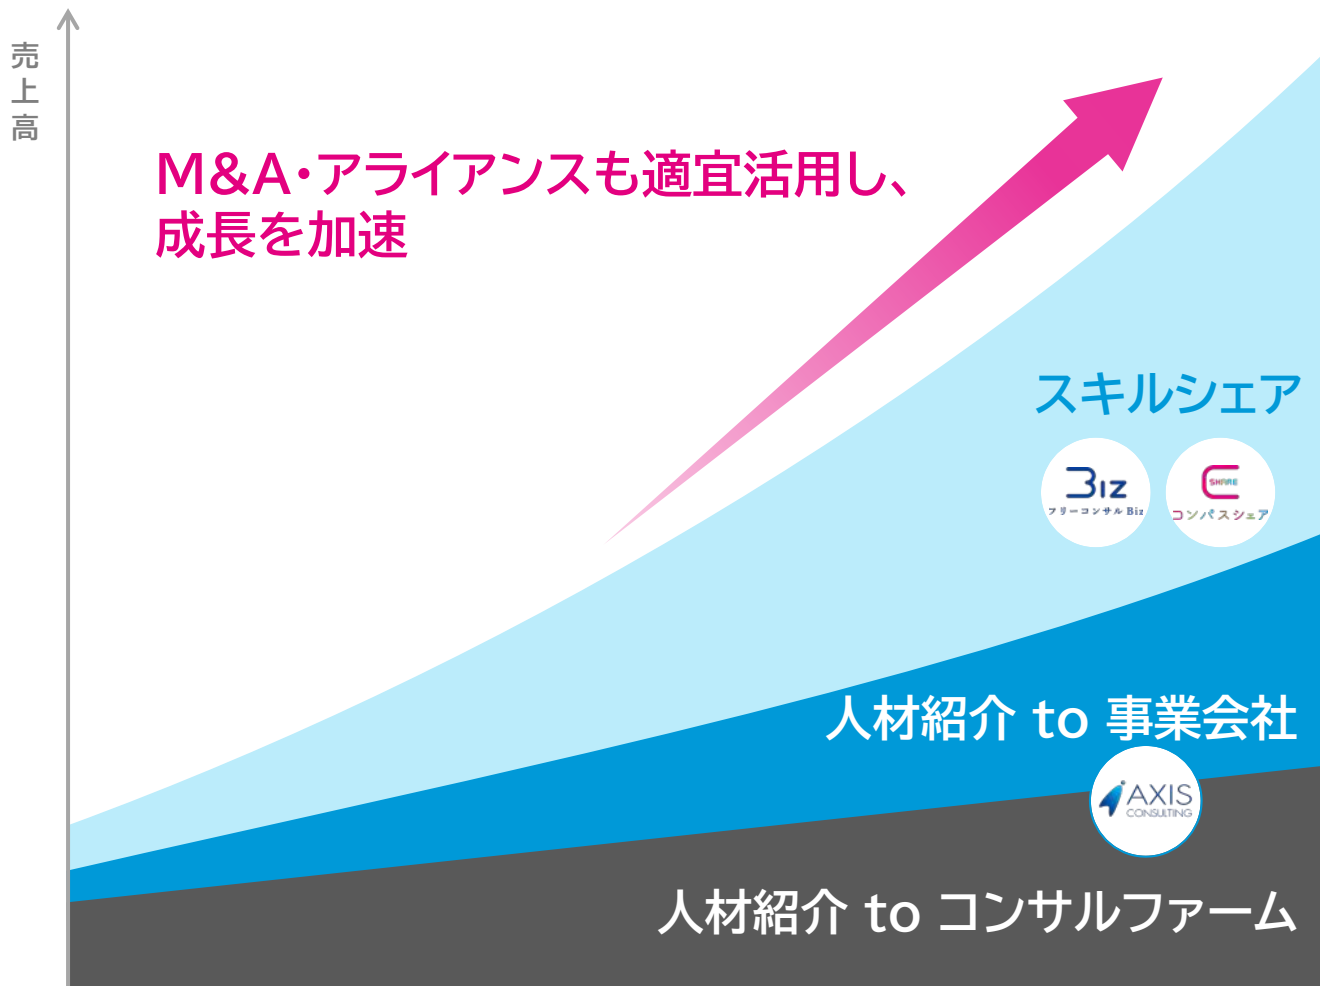 売上高
M&A・アライアンスも適宜活用し、
成長を加速
スキルシェア
Biz
フリーコンサルBiz
SHARE
コンパスシェア
人材紹介 to 事業会社
AXIS
CONSULTING
人材紹介 to コンサルファーム